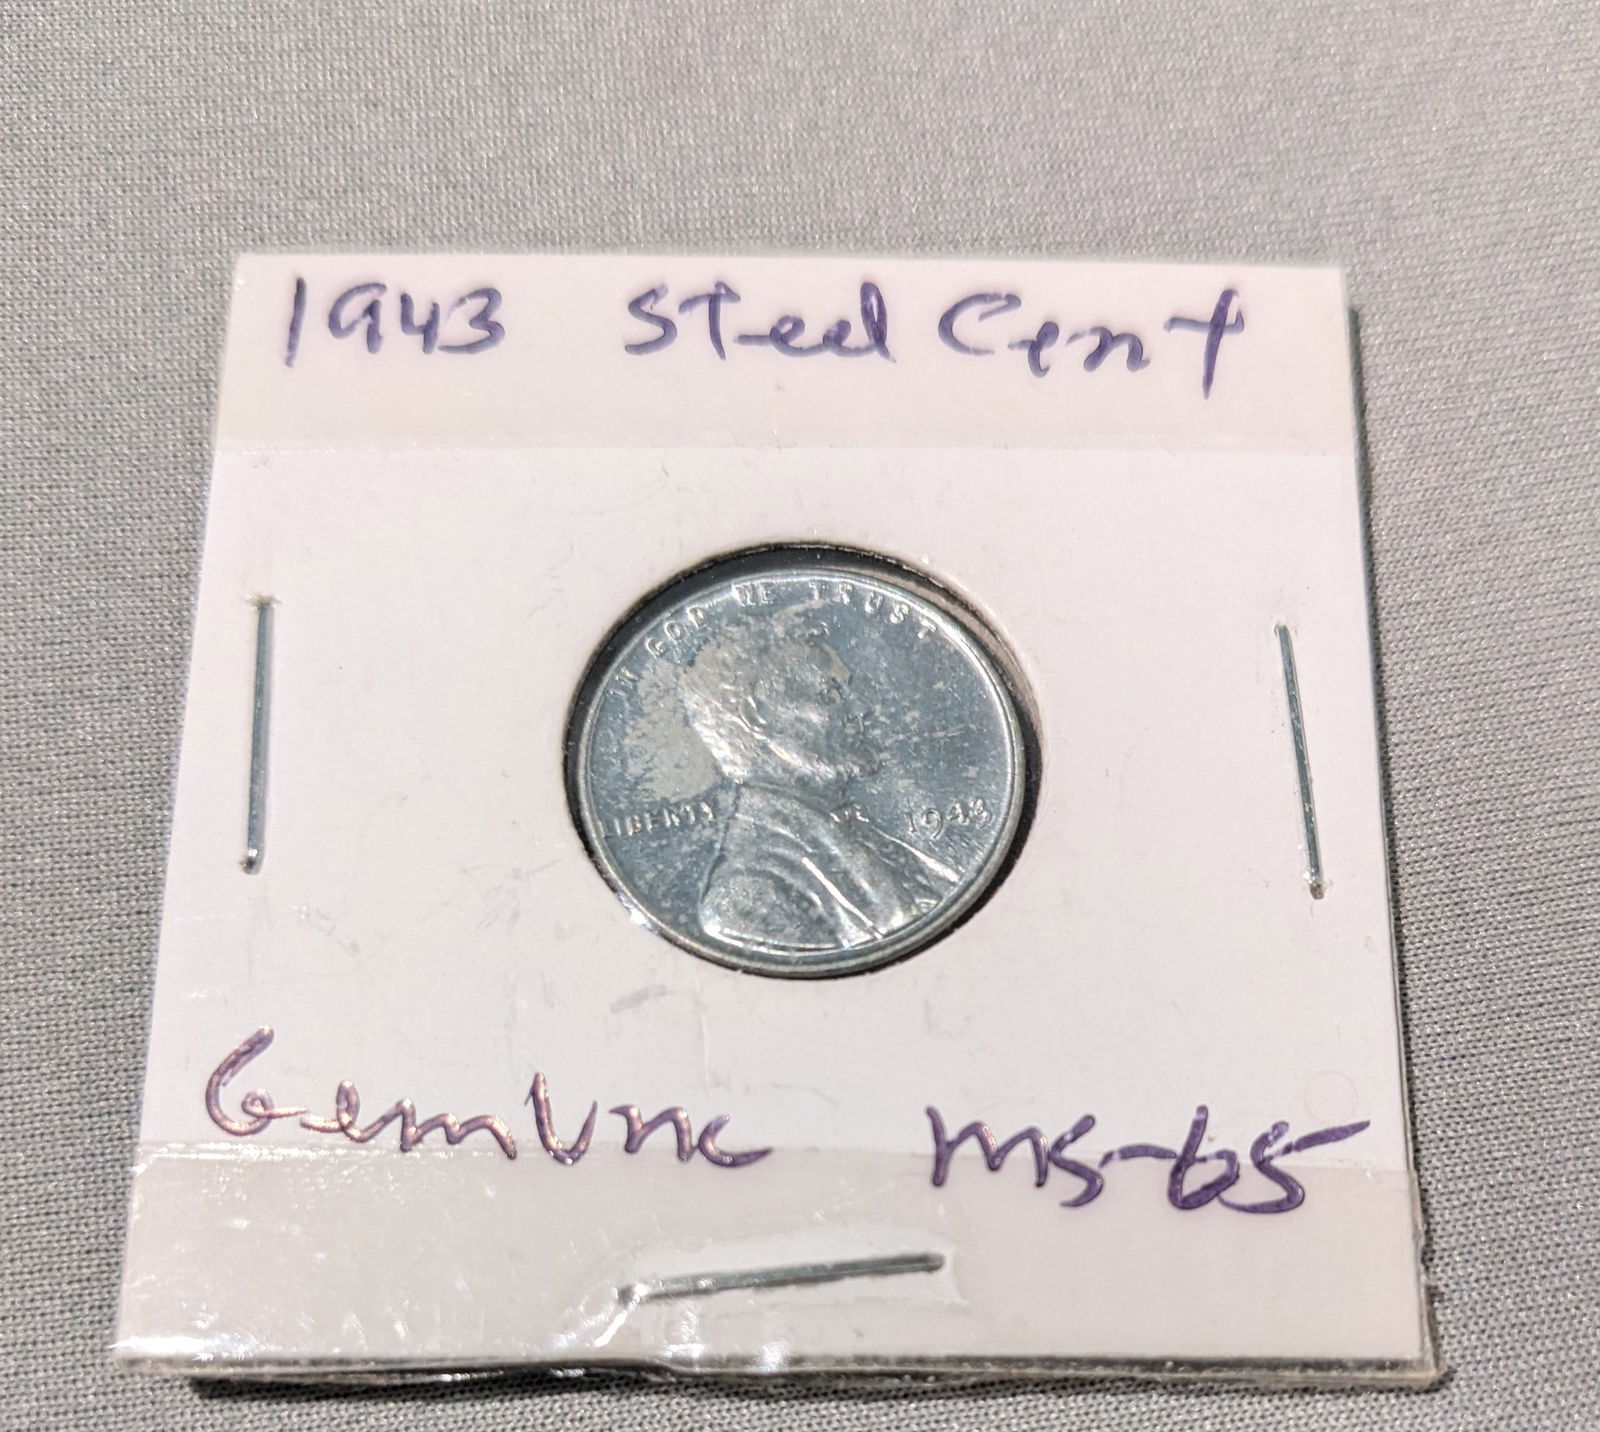 1943 Steel Cent
IN GOD WE TRUST
LIBERTY 1943
Gem Unc MS-65